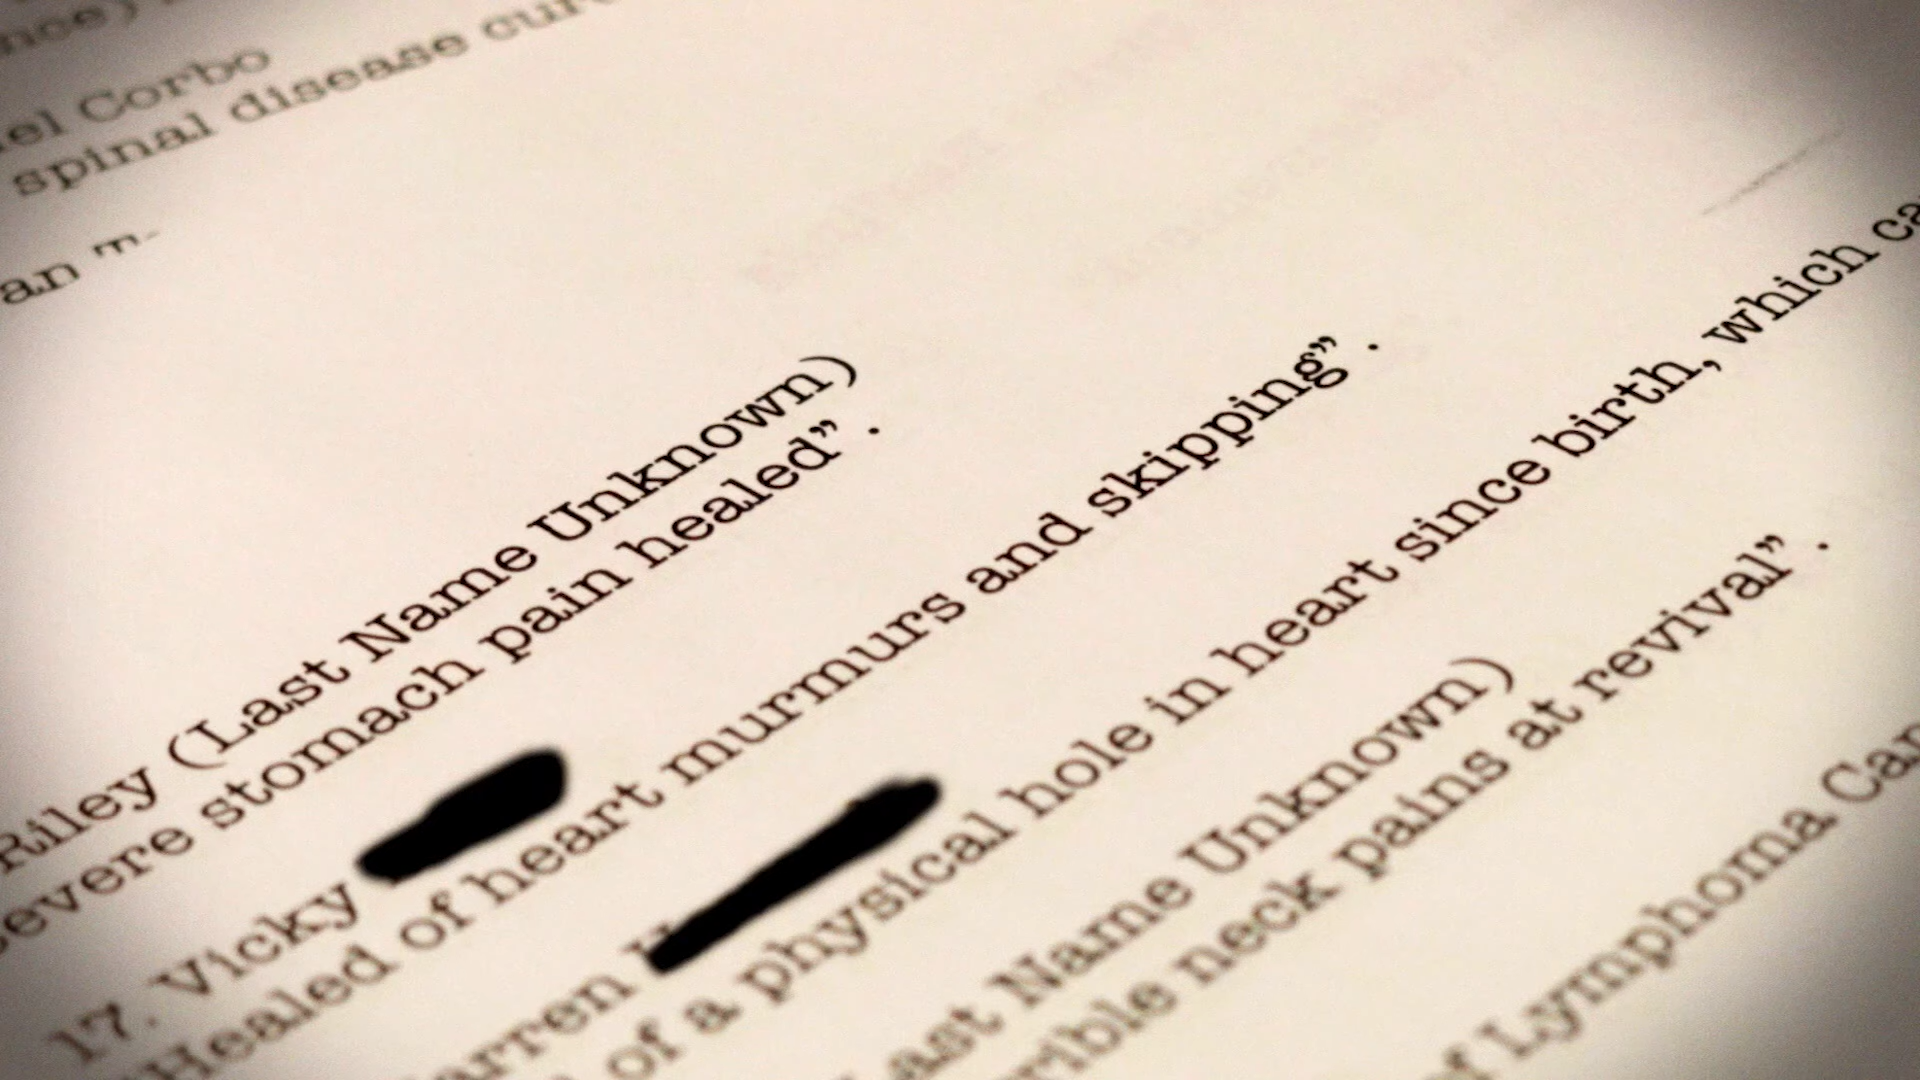 el Corbo
spinal disease cur
an T
Riley (Last Name Unknown)
evere stomach pain healed”.
17. Vicky
Healed of heart murmurs and skipping”.
arren
of a physical hole in heart since birth, which ca
ast Name Unknown)
rible neck pains at revival”.
of Lymphoma Can